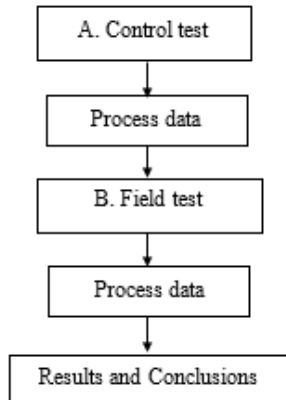 A. Control test
Process data
B. Field test
Process data
Results and Conclusions